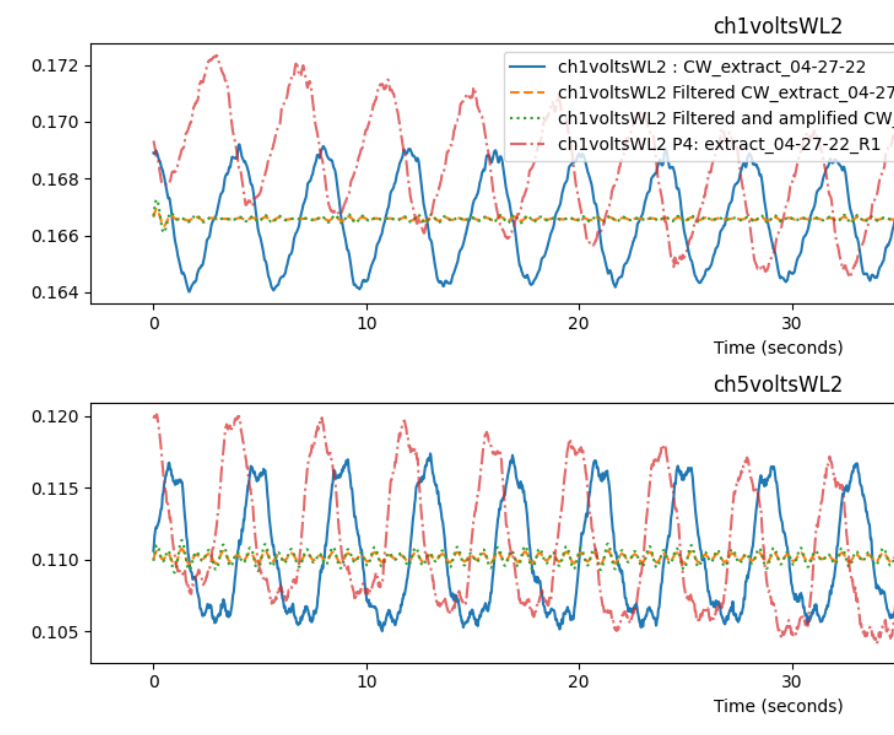 ch1voltsWL2
0.172
0.170
0.168
0.166
0.164
ch1voltsWL2 : CW_extract_04-27-22
ch1voltsWL2 Filtered CW_extract_04-27
ch1voltsWL2 Filtered and amplified CW_
ch1voltsWL2 P4: extract_04-27-22_R1
0 10 20 30
Time (seconds)
ch5voltsWL2
0.120
0.115
0.110
0.105
0 10 20 30
Time (seconds)